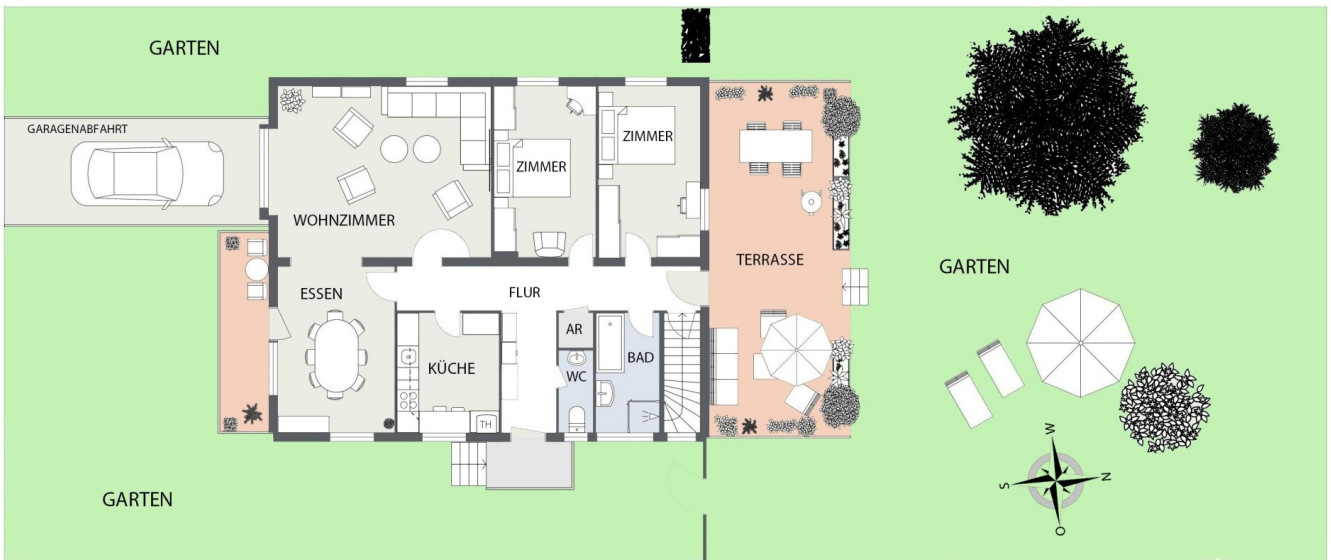 GARTEN
GARAGENABFAHRT
WOHNZIMMER
ZIMMER
ZIMMER
TERRASSE
GARTEN
ESSEN
FLUR
KÜCHE
TH
AR
WC
BAD
GARTEN
W
S
N
O